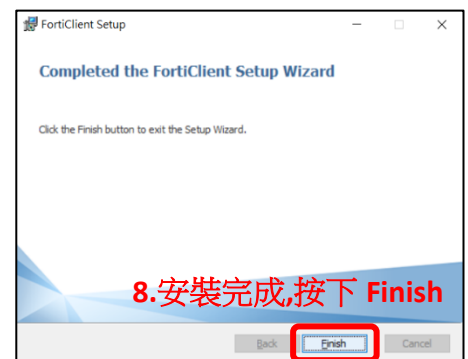 FortiClient Setup
Completed the FortiClient Setup Wizard
Click the Finish button to exit the Setup Wizard.
8.安裝完成,按下 Finish
Back Finish Cancel